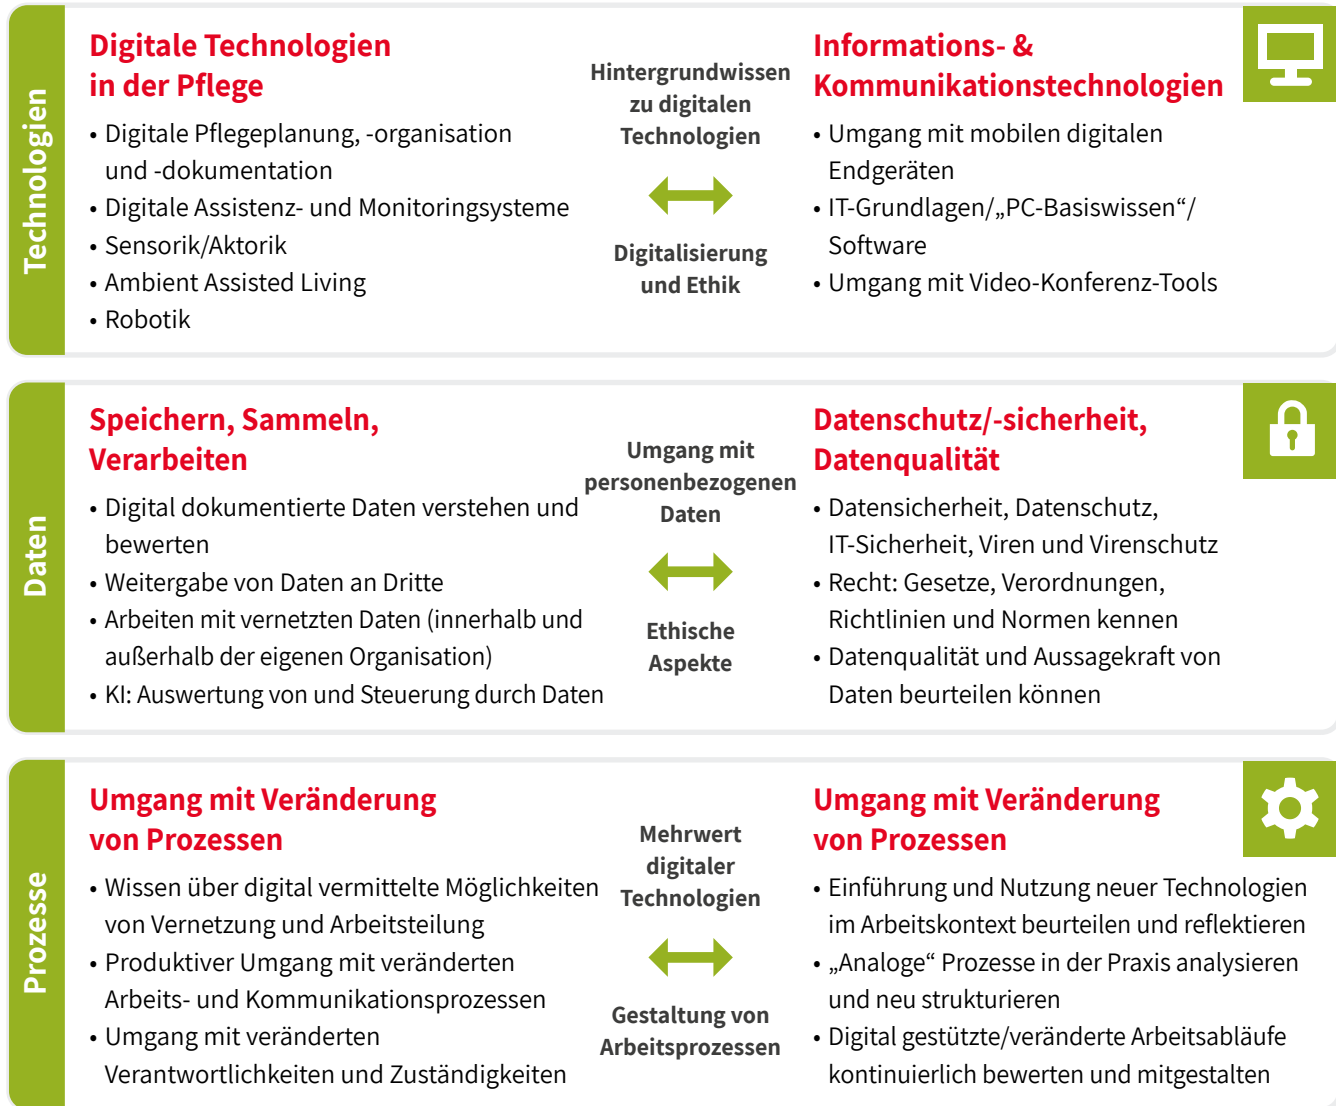 Technologien
Digitale Technologien
in der Pflege
• Digitale Pflegeplanung, -organisation
und -dokumentation
• Digitale Assistenz- und Monitoringsysteme
• Sensorik/Aktorik
• Ambient Assisted Living
• Robotik
Hintergrundwissen
zu digitalen
Technologien
Digitalisierung
und Ethik
Informations- &
Kommunikationstechnologien
• Umgang mit mobilen digitalen
Endgeräten
• IT-Grundlagen/„PC-Basiswissen“/
Software
• Umgang mit Video-Konferenz-Tools
Daten
Speichern, Sammeln,
Verarbeiten
• Digital dokumentierte Daten verstehen und
bewerten
• Weitergabe von Daten an Dritte
• Arbeiten mit vernetzten Daten (innerhalb und
außerhalb der eigenen Organisation)
• KI: Auswertung von und Steuerung durch Daten
Umgang mit
personenbezogenen
Daten
Ethische
Aspekte
Datenschutz/-sicherheit,
Datenqualität
• Datensicherheit, Datenschutz,
IT-Sicherheit, Viren und Virenschutz
• Recht: Gesetze, Verordnungen,
Richtlinien und Normen kennen
• Datenqualität und Aussagekraft von
Daten beurteilen können
Prozesse
Umgang mit Veränderung
von Prozessen
• Wissen über digital vermittelte Möglichkeiten
von Vernetzung und Arbeitsteilung
• Produktiver Umgang mit veränderten
Arbeits- und Kommunikationsprozessen
• Umgang mit veränderten
Verantwortlichkeiten und Zuständigkeiten
Mehrwert
digitaler
Technologien
Gestaltung von
Arbeitsprozessen
Umgang mit Veränderung
von Prozessen
• Einführung und Nutzung neuer Technologien
im Arbeitskontext beurteilen und reflektieren
• „Analoge“ Prozesse in der Praxis analysieren
und neu strukturieren
• Digital gestützte/veränderte Arbeitsabläufe
kontinuierlich bewerten und mitgestalten